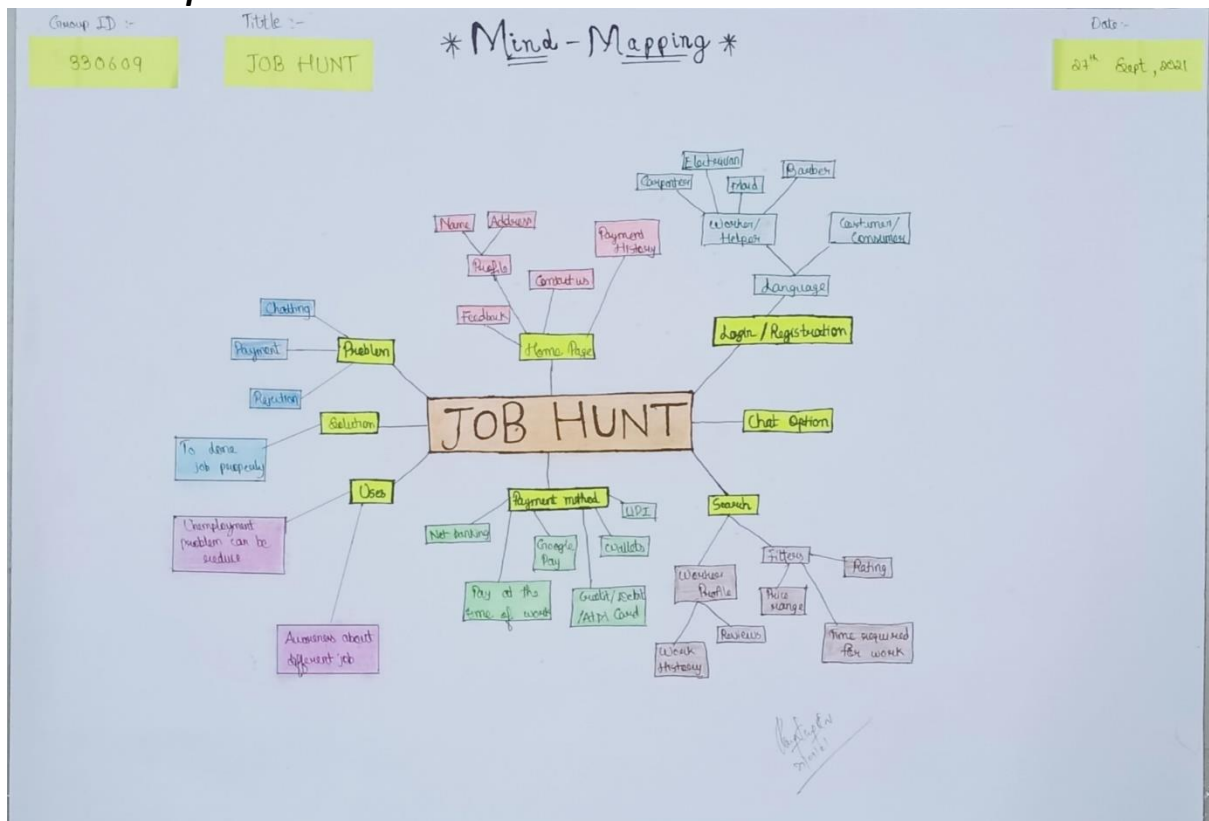 Group ID :-
Tittle :-
* Mind - Mapping *
Date :-
330609
JOB HUNT
27th Sept, 2021
Electrician
Carpenter
Maid
Barber
Name
Address
Payment
History
Worker/
Helper
Costumer/
Consumer
Profile
Contact us
Language
Chatting
Feedback
Login / Registration
Payment
Problem
Home Page
Rejection
JOB HUNT
Chat Option
Solution
To done
job properly
Uses
Payment method
UPI
Search
Net banking
Google
Pay
Wallets
Unemployment
problem can be
reduce
Filters
Rating
Worker
Profile
Price
Range
Pay at the
time of work
Credit/Debit
/ATM Card
Reviews
Time required
for work
Awareness about
different job
Work
History